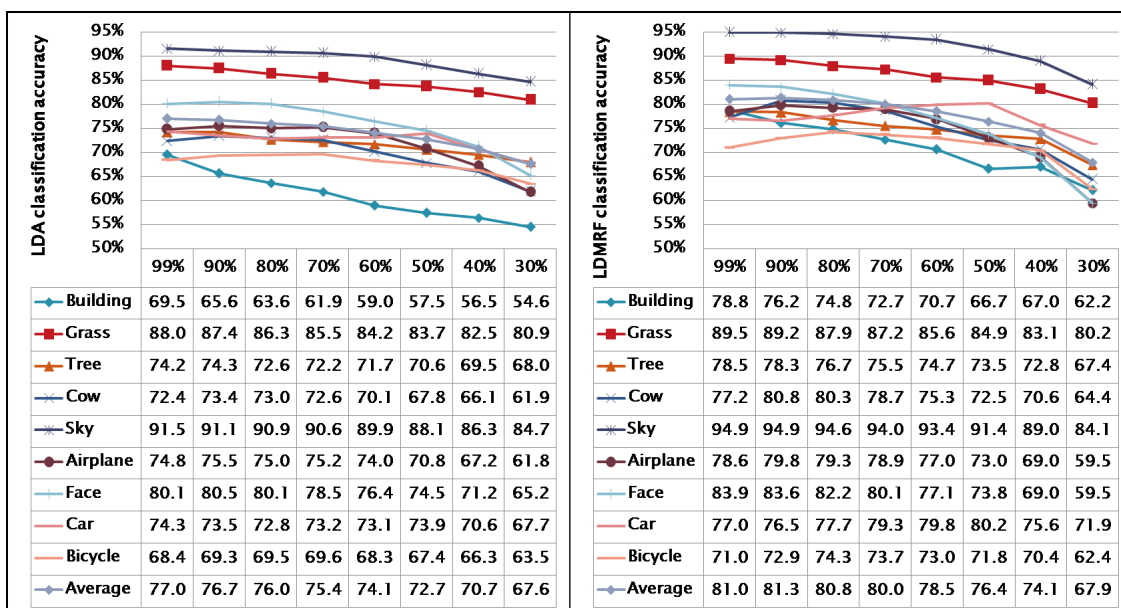 LDA classification accuracy
95%
90%
85%
80%
75%
70%
65%
60%
55%
50%
99% 90% 80% 70% 60% 50% 40% 30%
Building 69.5 65.6 63.6 61.9 59.0 57.5 56.5 54.6
Grass 88.0 87.4 86.3 85.5 84.2 83.7 82.5 80.9
Tree 74.2 74.3 72.6 72.2 71.7 70.6 69.5 68.0
Cow 72.4 73.4 73.0 72.6 70.1 67.8 66.1 61.9
Sky 91.5 91.1 90.9 90.6 89.9 88.1 86.3 84.7
Airplane 74.8 75.5 75.0 75.2 74.0 70.8 67.2 61.8
Face 80.1 80.5 80.1 78.5 76.4 74.5 71.2 65.2
Car 74.3 73.5 72.8 73.2 73.1 73.9 70.6 67.7
Bicycle 68.4 69.3 69.5 69.6 68.3 67.4 66.3 63.5
Average 77.0 76.7 76.0 75.4 74.1 72.7 70.7 67.6
LDMRF classification accuracy
95%
90%
85%
80%
75%
70%
65%
60%
55%
50%
99% 90% 80% 70% 60% 50% 40% 30%
Building 78.8 76.2 74.8 72.7 70.7 66.7 67.0 62.2
Grass 89.5 89.2 87.9 87.2 85.6 84.9 83.1 80.2
Tree 78.5 78.3 76.7 75.5 74.7 73.5 72.8 67.4
Cow 77.2 80.8 80.3 78.7 75.3 72.5 70.6 64.4
Sky 94.9 94.9 94.6 94.0 93.4 91.4 89.0 84.1
Airplane 78.6 79.8 79.3 78.9 77.0 73.0 69.0 59.5
Face 83.9 83.6 82.2 80.1 77.1 73.8 69.0 59.5
Car 77.0 76.5 77.7 79.3 79.8 80.2 75.6 71.9
Bicycle 71.0 72.9 74.3 73.7 73.0 71.8 70.4 62.4
Average 81.0 81.3 80.8 80.0 78.5 76.4 74.1 67.9